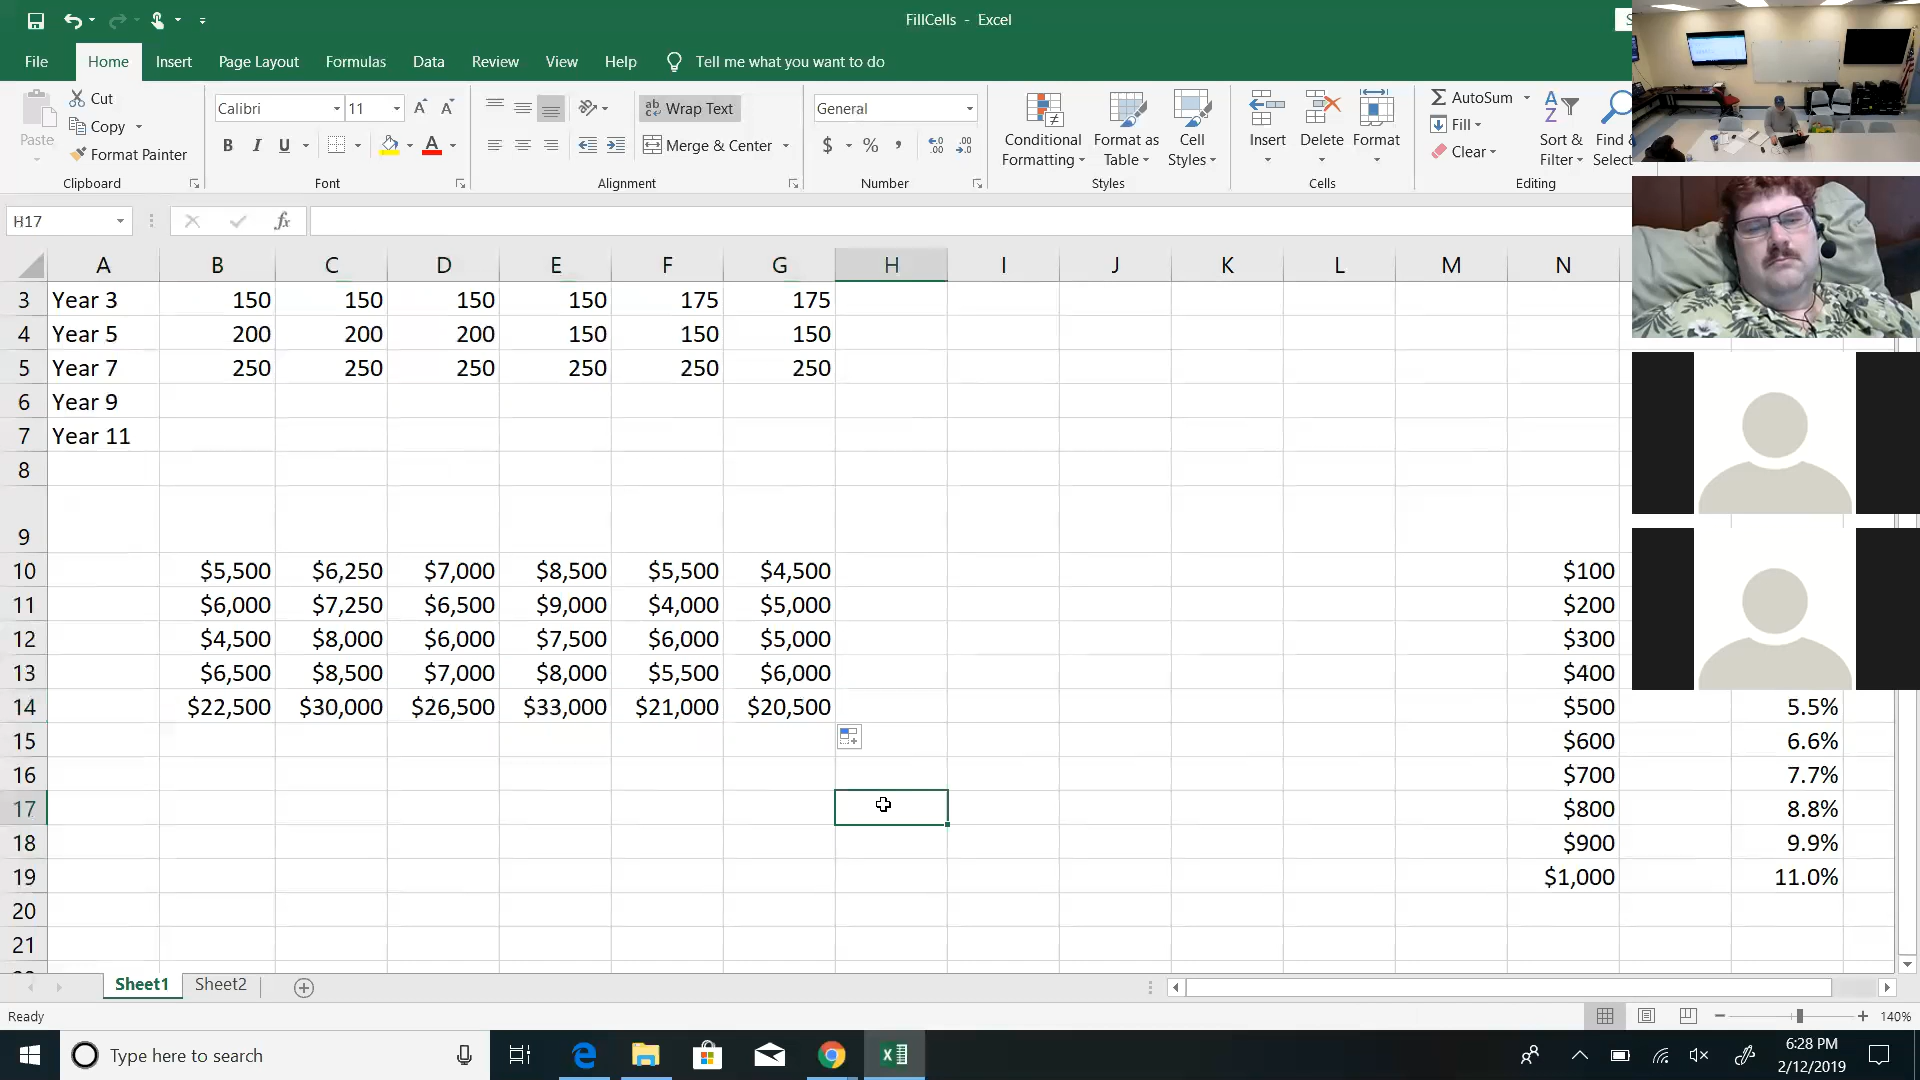 FillCells - Excel
File Home Insert Page Layout Formulas Data Review View Help Tell me what you want to do
Paste
Cut
Copy
Format Painter
Clipboard
Calibri 11
B I U
Font
Wrap Text
Merge & Center
Alignment
General
$ % ,
Number
Conditional Formatting
Format as Table
Cell Styles
Styles
Insert Delete Format
Cells
AutoSum
Fill
Clear
Sort & Filter
Find &
Select
Editing
H17 fx
A B C D E F G H I J K L M N
3 Year 3 150 150 150 150 175 175
4 Year 5 200 200 200 150 150 150
5 Year 7 250 250 250 250 250 250
6 Year 9
7 Year 11
8
9
10 $5,500 $6,250 $7,000 $8,500 $5,500 $4,500 $100
11 $6,000 $7,250 $6,500 $9,000 $4,000 $5,000 $200
12 $4,500 $8,000 $6,000 $7,500 $6,000 $5,000 $300
13 $6,500 $8,500 $7,000 $8,000 $5,500 $6,000 $400
14 $22,500 $30,000 $26,500 $33,000 $21,000 $20,500 $500 5.5%
15 $600 6.6%
16 $700 7.7%
17 $800 8.8%
18 $900 9.9%
19 $1,000 11.0%
20
21
Sheet1 Sheet2
Ready 140%
Type here to search
6:28 PM
2/12/2019